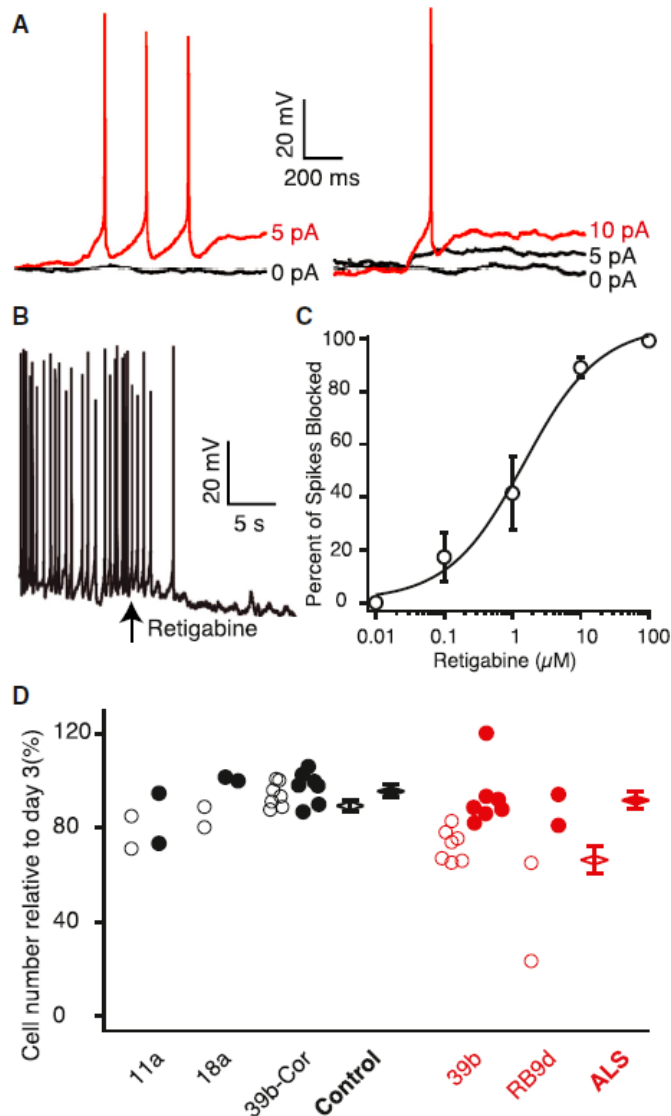 A
20 mV
200 ms
5 pA
0 pA
10 pA
5 pA
0 pA
B
20 mV
5 s
Retigabine
C
Percent of Spikes Blocked
100
80
60
40
20
0
0.01 0.1 1 10 100
Retigabine (µM)
D
Cell number relative to day 3(%)
120
80
40
0
11a 18a 39b-Cor Control 39b RB9d ALS